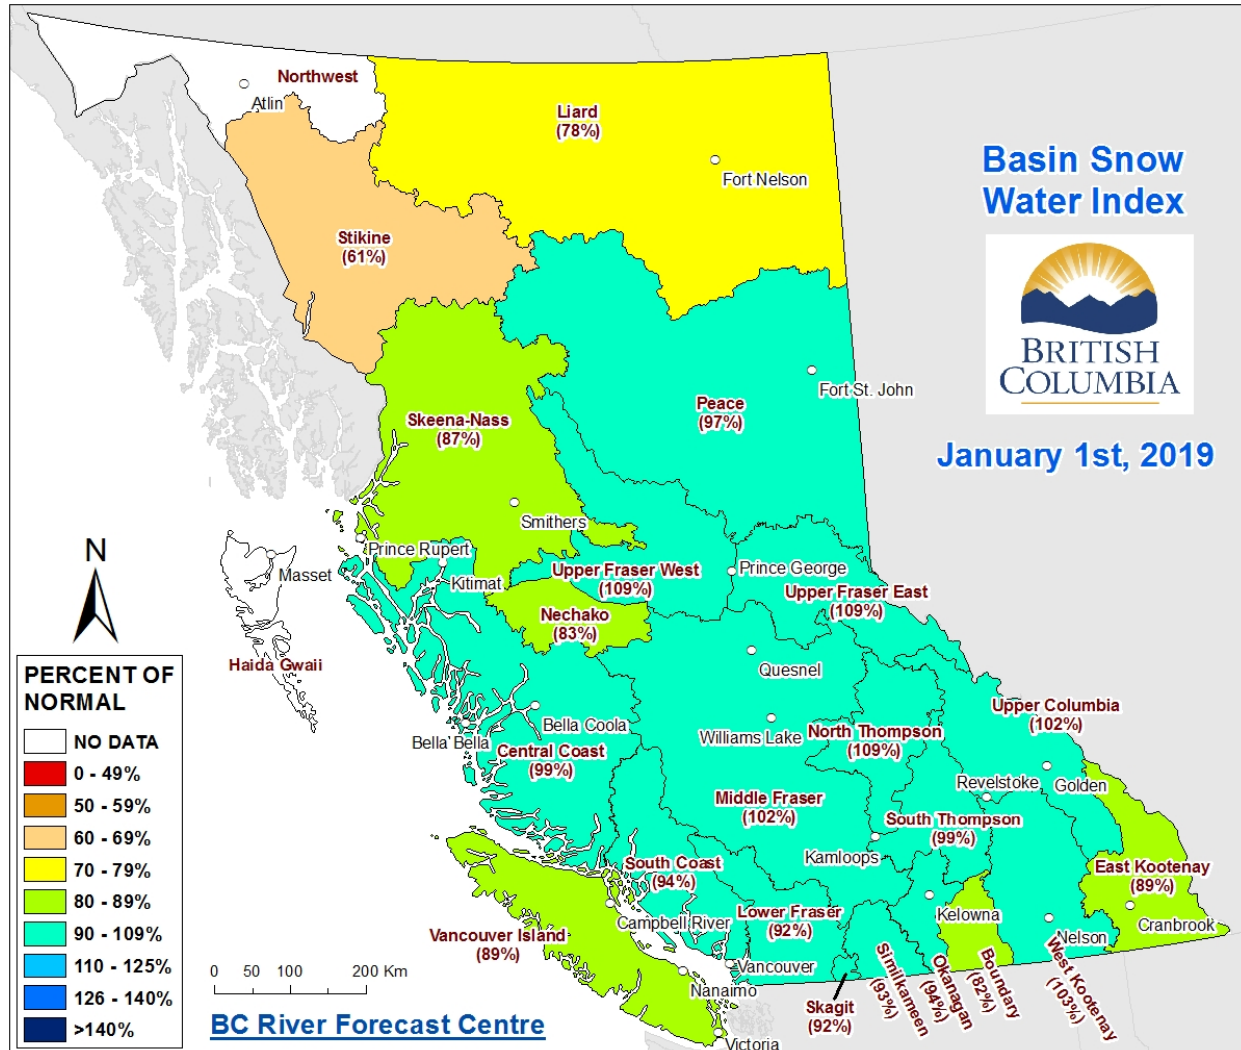 Northwest
Atlin
Liard
(78%)
Fort Nelson
Basin Snow
Water Index
Stikine
(61%)
BRITISH
COLUMBIA
January 1st, 2019
Fort St. John
Peace
(97%)
Skeena-Nass
(87%)
Smithers
N
Prince Rupert
Masset
Kitimat
Upper Fraser West
(109%)
Prince George
Upper Fraser East
(109%)
Nechako
(83%)
Haida Gwaii
Quesnel
Upper Columbia
(102%)
Bella Coola
Bella Bella
Williams Lake
North Thompson
(109%)
Central Coast
(99%)
Revelstoke
Golden
Middle Fraser
(102%)
South Thompson
(99%)
Kamloops
South Coast
(94%)
East Kootenay
(89%)
Campbell River
Lower Fraser
(92%)
Kelowna
Cranbrook
Nelson
Vancouver Island
(89%)
Vancouver
Nanaimo
Victoria
Skagit
(92%)
Similkameen
(93%)
Okanagan
(94%)
Boundary
(82%)
West Kootenay
(103%)
PERCENT OF
NORMAL
NO DATA
0 - 49%
50 - 59%
60 - 69%
70 - 79%
80 - 89%
90 - 109%
110 - 125%
126 - 140%
>140%
0 50 100 200 Km
BC River Forecast Centre